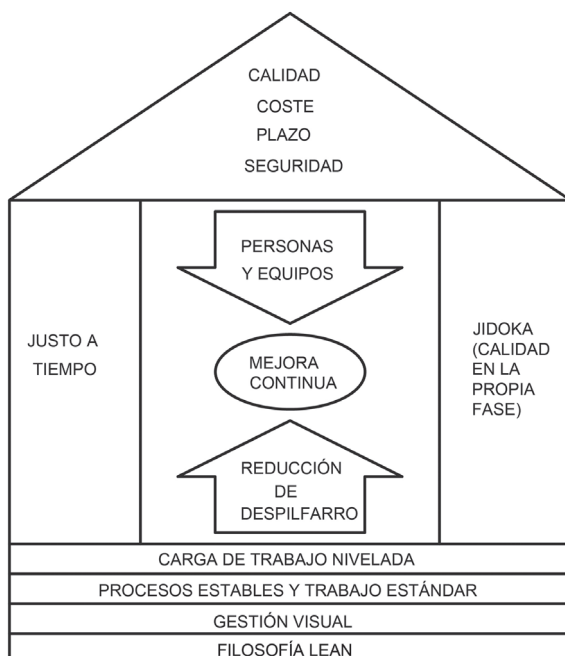 CALIDAD
COSTE
PLAZO
SEGURIDAD
PERSONAS
Y EQUIPOS
JUSTO A
TIEMPO
MEJORA
CONTINUA
JIDOKA
(CALIDAD
EN LA
PROPIA
FASE)
REDUCCIÓN
DE
DESPILFARRO
CARGA DE TRABAJO NIVELADA
PROCESOS ESTABLES Y TRABAJO ESTÁNDAR
GESTIÓN VISUAL
FILOSOFÍA LEAN